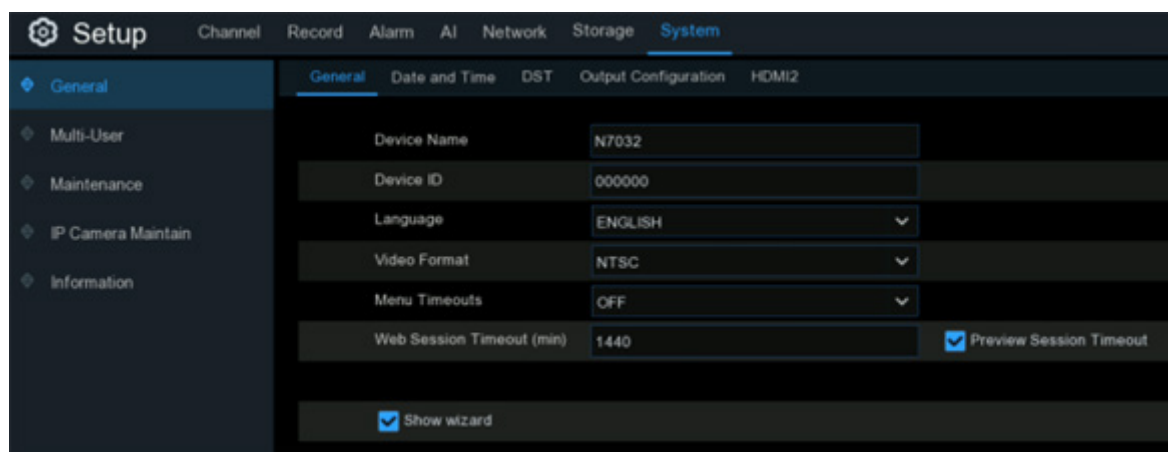 Setup Channel Record Alarm AI Network Storage System
General
Multi-User
Maintenance
IP Camera Maintain
Information
General Date and Time DST Output Configuration HDMI2
Device Name N7032
Device ID 000000
Language ENGLISH
Video Format NTSC
Menu Timeouts OFF
Web Session Timeout (min) 1440 Preview Session Timeout
Show wizard